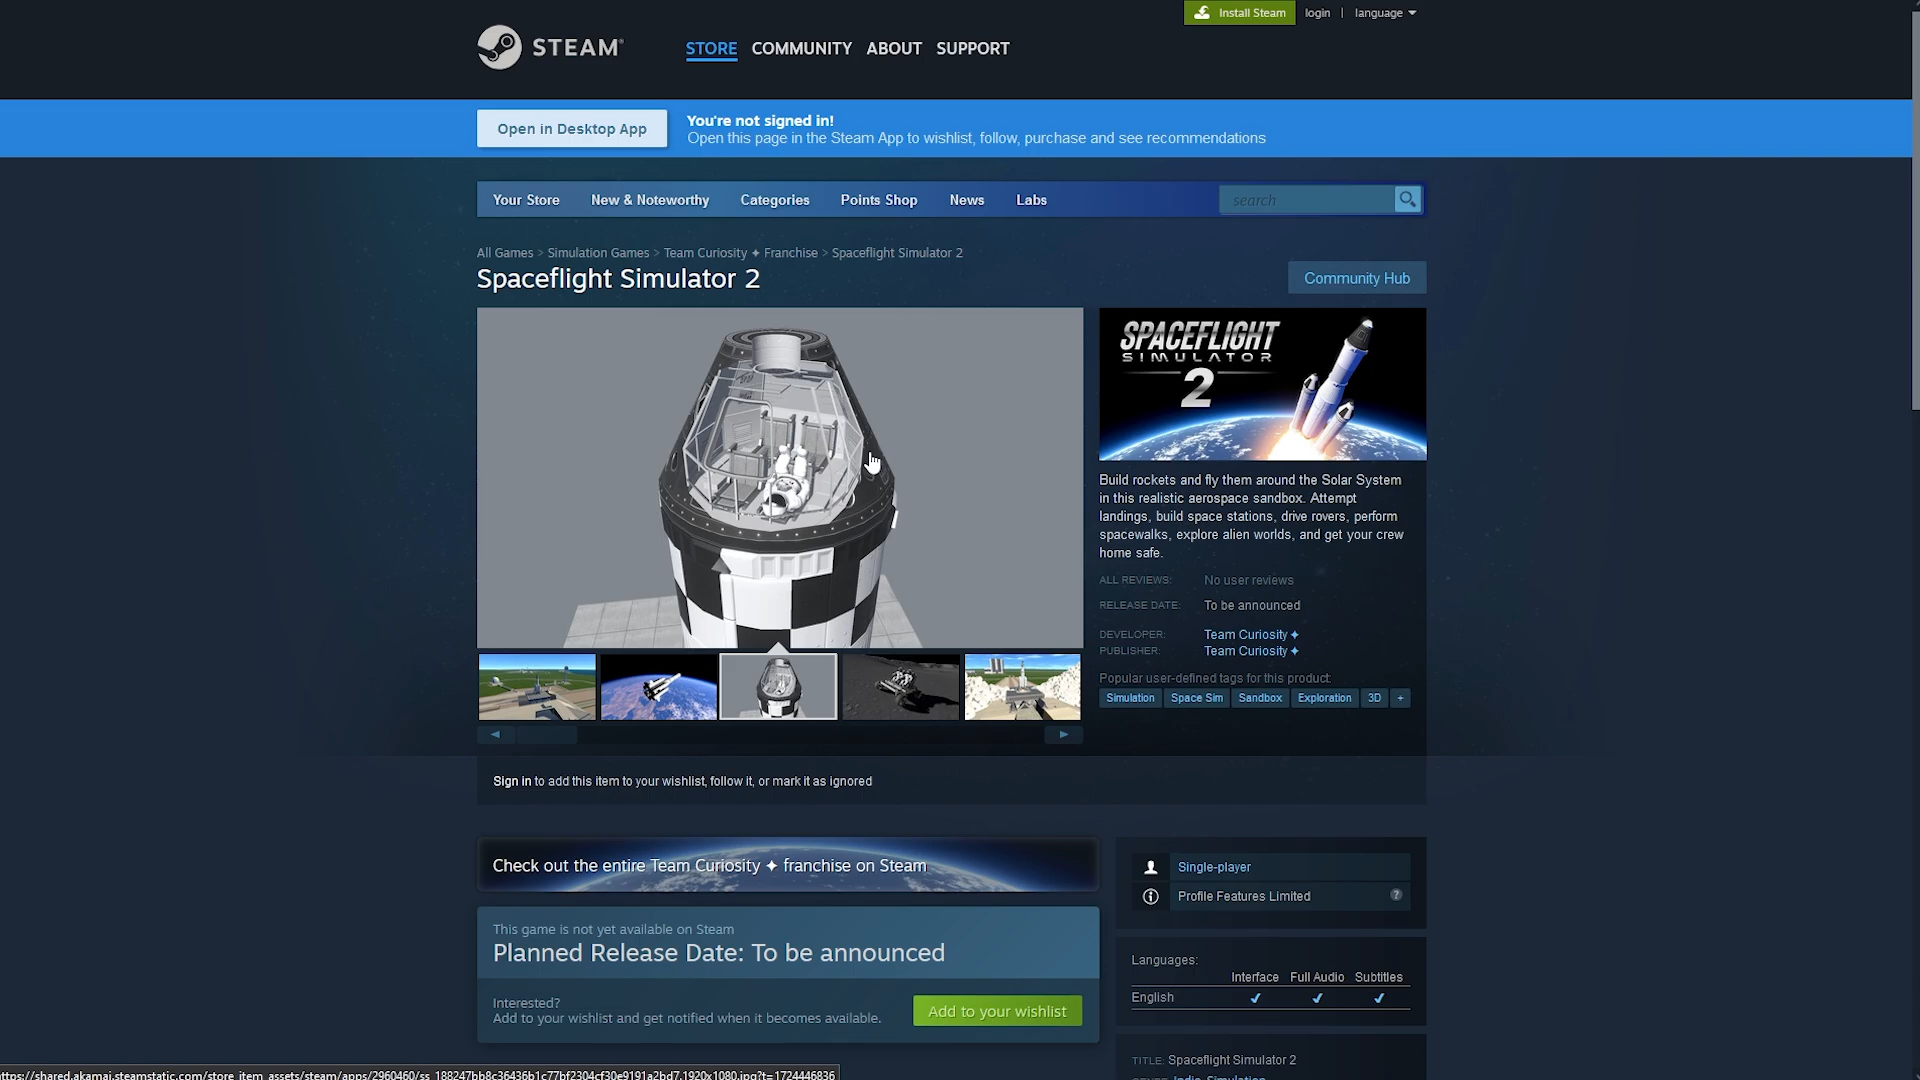 Install Steam
login | language
STEAM
STORE COMMUNITY ABOUT SUPPORT
Open in Desktop App
You're not signed in!
Open this page in the Steam App to wishlist, follow, purchase and see recommendations
Your Store New & Noteworthy Categories Points Shop News Labs
search
All Games > Simulation Games > Team Curiosity ✦ Franchise > Spaceflight Simulator 2
Spaceflight Simulator 2
Community Hub
SPACEFLIGHT
SIMULATOR
2
Build rockets and fly them around the Solar System
in this realistic aerospace sandbox. Attempt
landings, build space stations, drive rovers, perform
spacewalks, explore alien worlds, and get your crew
home safe.
ALL REVIEWS: No user reviews
RELEASE DATE: To be announced
DEVELOPER: Team Curiosity ✦
PUBLISHER: Team Curiosity ✦
Popular user-defined tags for this product:
Simulation Space Sim Sandbox Exploration 3D +
Sign in to add this item to your wishlist, follow it, or mark it as ignored
Check out the entire Team Curiosity ✦ franchise on Steam
Single-player
Profile Features Limited ?
This game is not yet available on Steam
Planned Release Date: To be announced
Interested?
Add to your wishlist and get notified when it becomes available.
Add to your wishlist
Languages:
Interface Full Audio Subtitles
English ✔ ✔ ✔
TITLE: Spaceflight Simulator 2